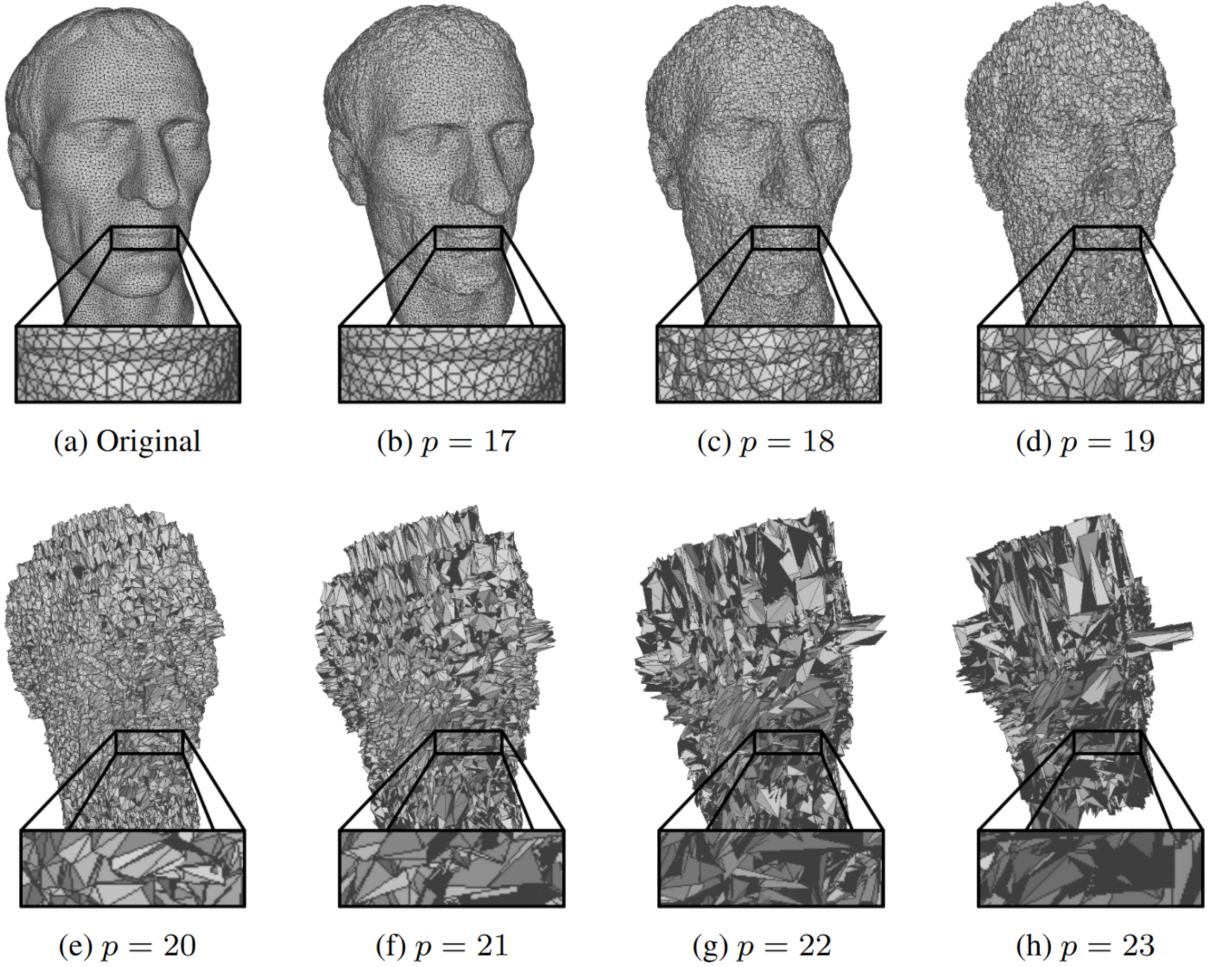 (a) Original
(b) p = 17
(c) p = 18
(d) p = 19
(e) p = 20
(f) p = 21
(g) p = 22
(h) p = 23